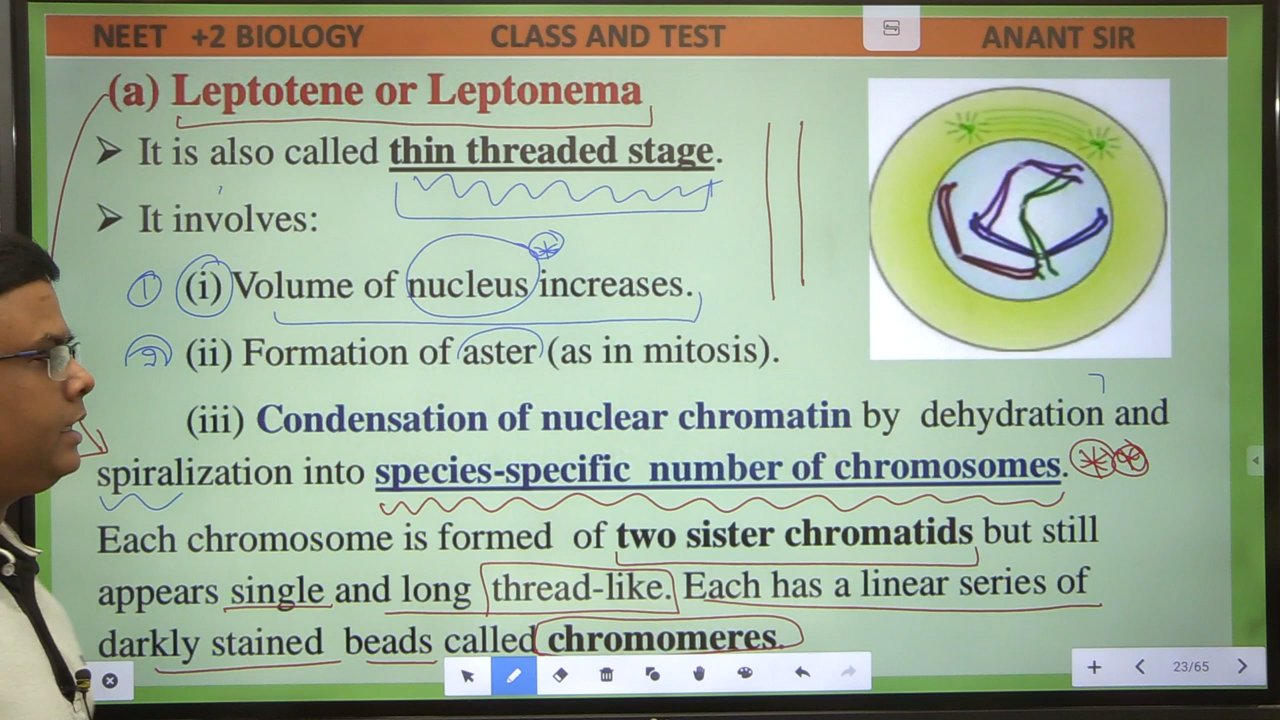 NEET +2 BIOLOGY CLASS AND TEST ANANT SIR
(a) Leptotene or Leptonema
➤ It is also called thin threaded stage.
➤ It involves:
① (i) Volume of nucleus increases.
② (ii) Formation of aster (as in mitosis).
(iii) Condensation of nuclear chromatin by dehydration and
spiralization into species-specific number of chromosomes.
Each chromosome is formed of two sister chromatids but still
appears single and long thread-like. Each has a linear series of
darkly stained beads called chromomeres.
23/65